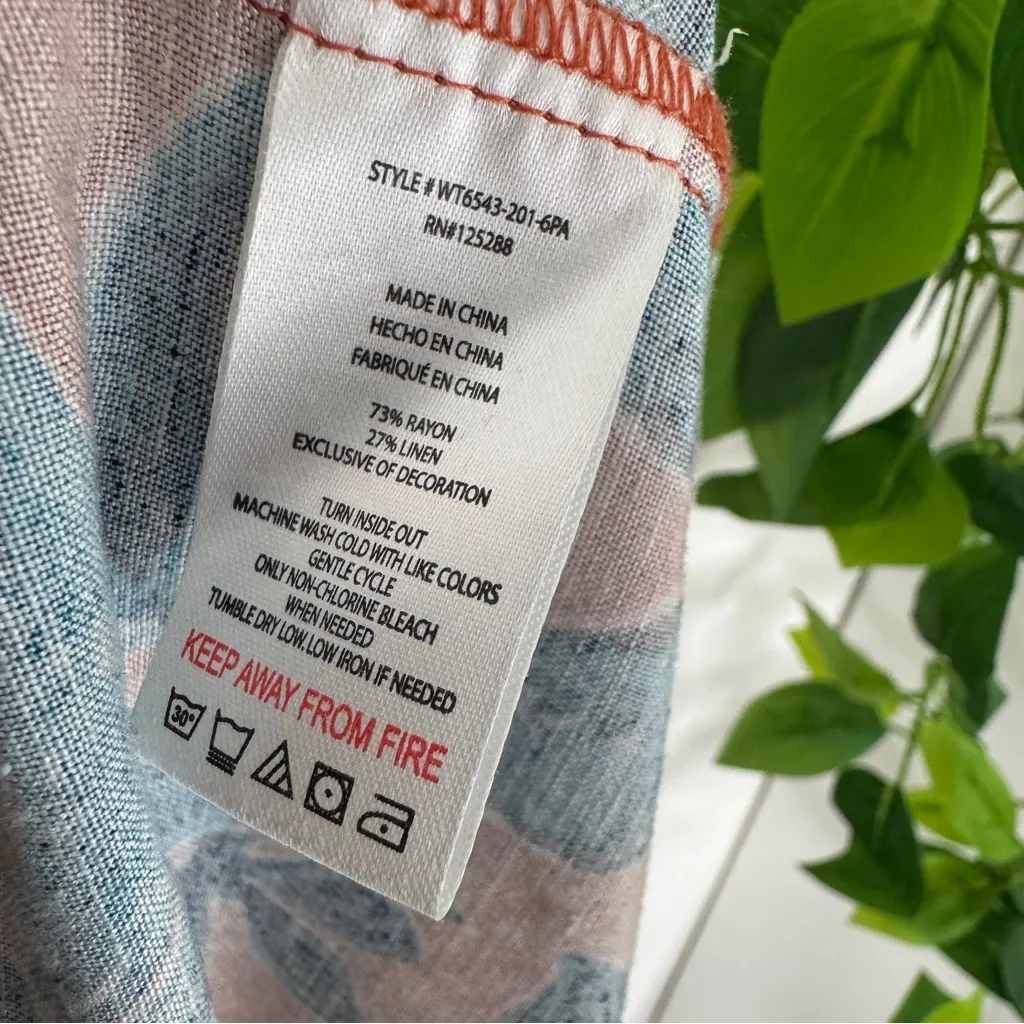 STYLE # WT6543-201-6PA
RN#125288
MADE IN CHINA
HECHO EN CHINA
FABRIQUÉ EN CHINA
73% RAYON
27% LINEN
EXCLUSIVE OF DECORATION
TURN INSIDE OUT
MACHINE WASH COLD WITH LIKE COLORS
GENTLE CYCLE
ONLY NON-CHLORINE BLEACH
WHEN NEEDED
TUMBLE DRY LOW. LOW IRON IF NEEDED
KEEP AWAY FROM FIRE
30°